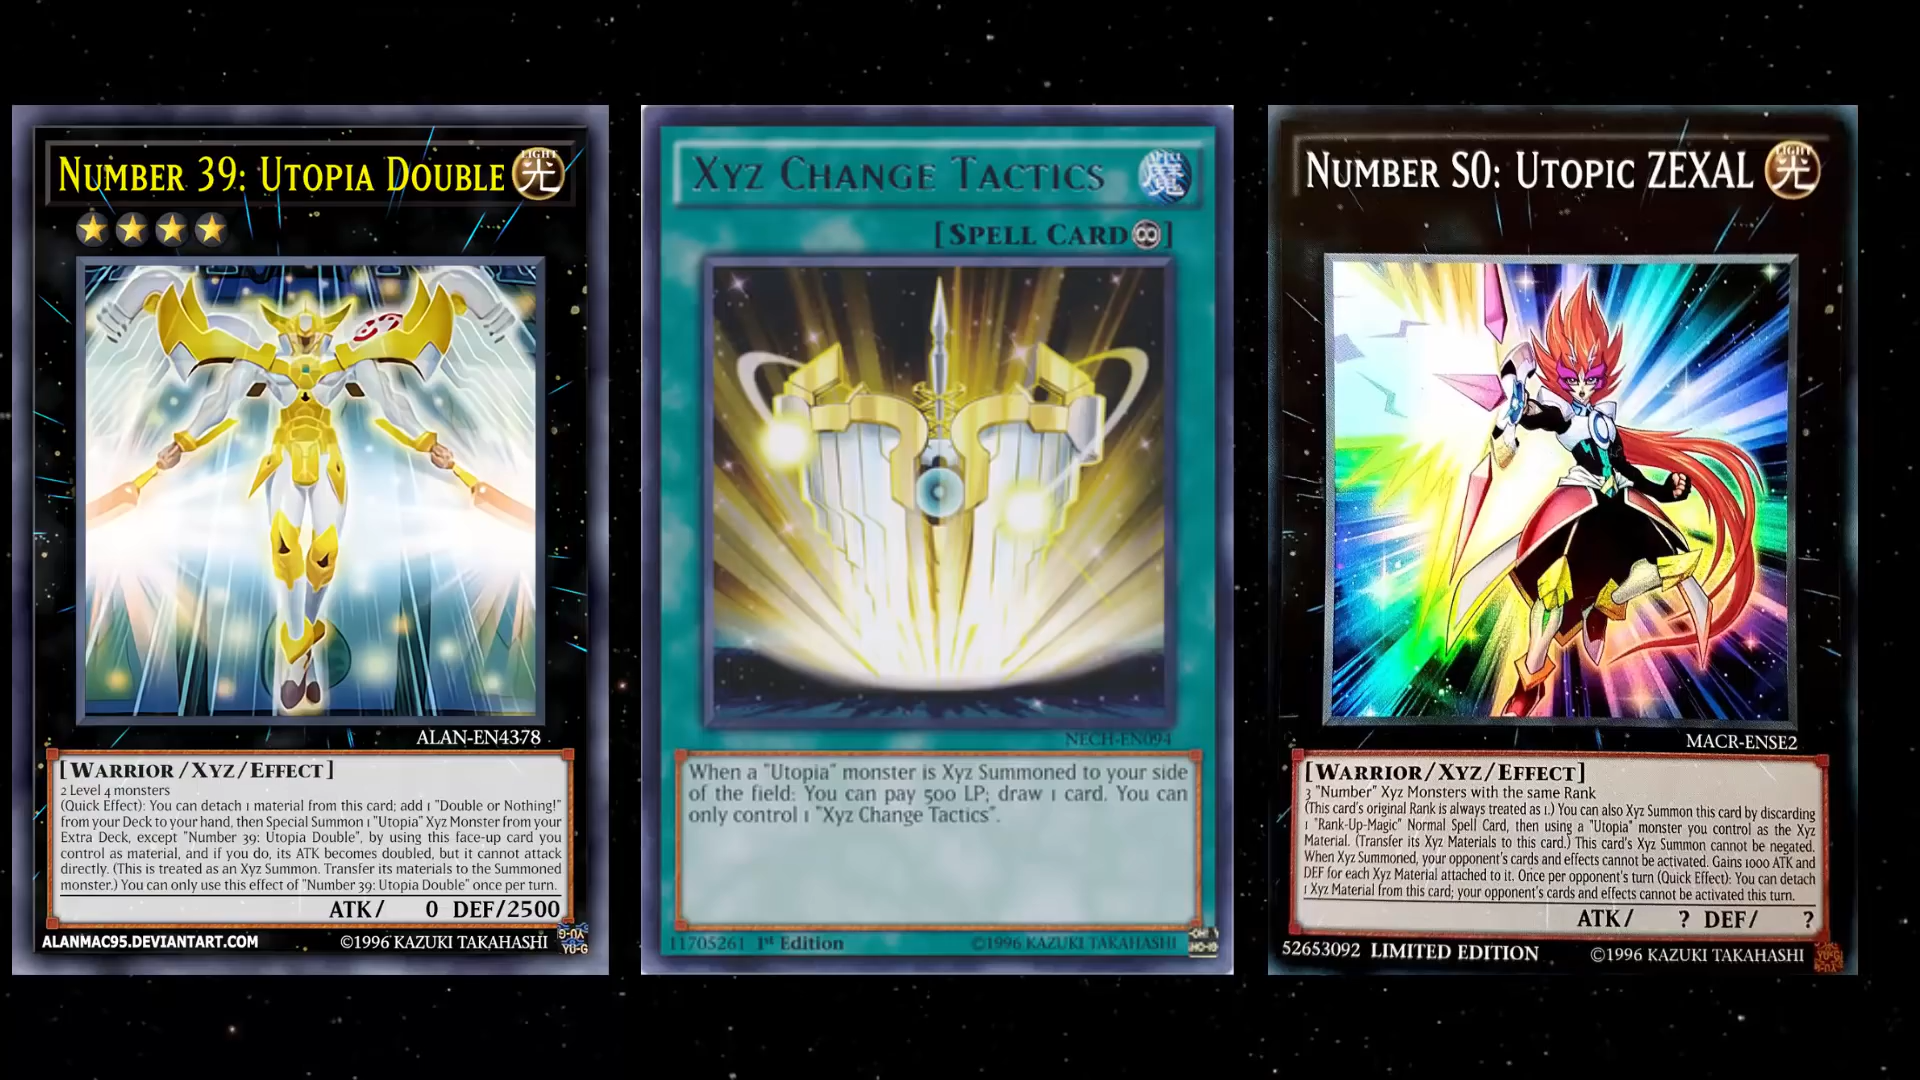 NUMBER 39: UTOPIA DOUBLE
LIGHT
光
39
ALAN-EN4378
[WARRIOR/XYZ/EFFECT]
2 Level 4 monsters
(Quick Effect): You can detach 1 material from this card; add 1 "Double or Nothing!"
from your Deck to your hand, then Special Summon 1 "Utopia" Xyz Monster from your
Extra Deck, except "Number 39: Utopia Double", by using this face-up card you
control as material, and if you do, its ATK becomes doubled, but it cannot attack
directly. (This is treated as an Xyz Summon. Transfer its materials to the Summoned
monster.) You can only use this effect of "Number 39: Utopia Double" once per turn.
ATK/ 0 DEF/2500
ALANMAC95.DEVIANTART.COM
©1996 KAZUKI TAKAHASHI
XYZ CHANGE TACTICS
魔
[SPELL CARD]
NECH-EN094
When a "Utopia" monster is Xyz Summoned to your side
of the field: You can pay 500 LP; draw 1 card. You can
only control 1 "Xyz Change Tactics".
11705261 1st Edition
©1996 KAZUKI TAKAHASHI
NUMBER S0: UTOPIC ZEXAL
LIGHT
光
MACR-ENSE2
[WARRIOR/XYZ/EFFECT]
3 "Number" Xyz Monsters with the same Rank
(This card's original Rank is always treated as 1.) You can also Xyz Summon this card by discarding
1 "Rank-Up-Magic" Normal Spell Card, then using a "Utopia" monster you control as the Xyz
Material. (Transfer its Xyz Materials to this card.) This card's Xyz Summon cannot be negated.
When Xyz Summoned, your opponent's cards and effects cannot be activated. Gains 1000 ATK and
DEF for each Xyz Material attached to it. Once per opponent's turn (Quick Effect): You can detach
1 Xyz Material from this card; your opponent's cards and effects cannot be activated this turn.
ATK/ ? DEF/ ?
52653092 LIMITED EDITION
©1996 KAZUKI TAKAHASHI